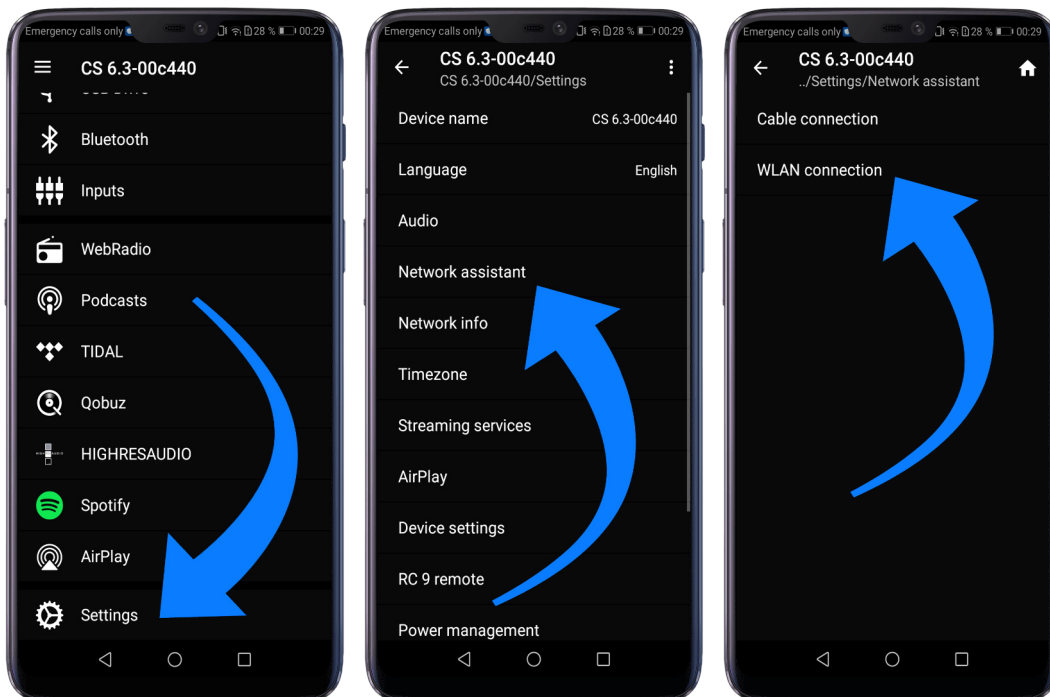 Emergency calls only 28 % 00:29
CS 6.3-00c440
Bluetooth
Inputs
WebRadio
Podcasts
TIDAL
Qobuz
HIGHRESAUDIO
Spotify
AirPlay
Settings
Emergency calls only 28 % 00:29
CS 6.3-00c440
CS 6.3-00c440/Settings
Device name CS 6.3-00c440
Language English
Audio
Network assistant
Network info
Timezone
Streaming services
AirPlay
Device settings
RC 9 remote
Power management
Emergency calls only 28 % 00:29
CS 6.3-00c440
../Settings/Network assistant
Cable connection
WLAN connection